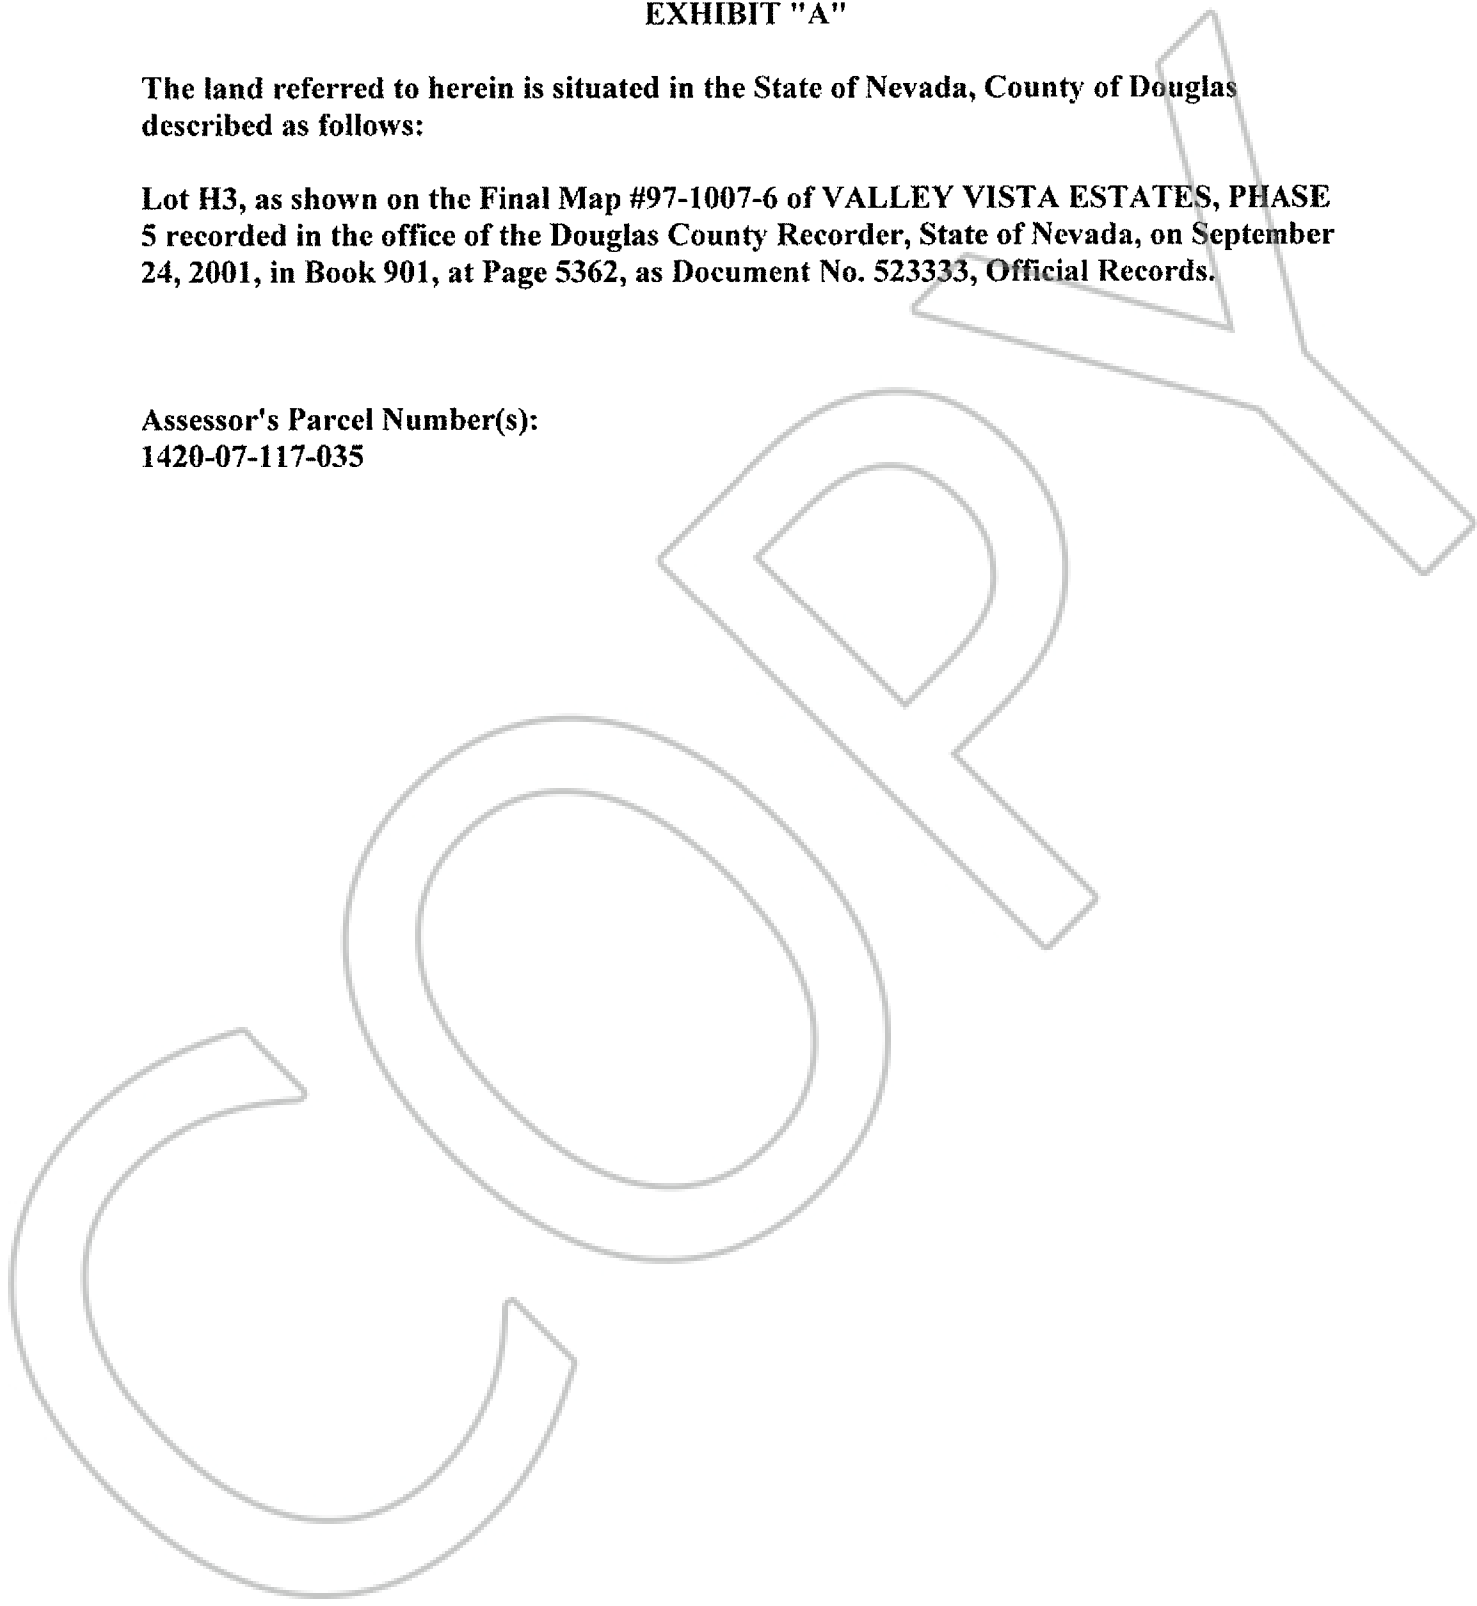 EXHIBIT "A"
The land referred to herein is situated in the State of Nevada, County of Douglas
described as follows:
Lot H3, as shown on the Final Map #97-1007-6 of VALLEY VISTA ESTATES, PHASE
5 recorded in the office of the Douglas County Recorder, State of Nevada, on September
24, 2001, in Book 901, at Page 5362, as Document No. 523333, Official Records.
Assessor's Parcel Number(s):
1420-07-117-035
COPY